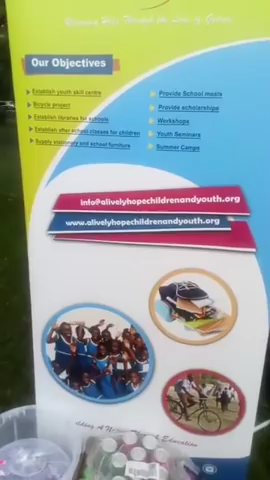 Our Objectives
Establish youth skill centre
Bicycle project
Establish libraries for schools
Establish after school classes for children
Supply stationary and school furniture
Provide School meals
Provide scholarships
Workshops
Youth Seminars
Summer Camps
info@alivelyhopechildrenandyouth.org
www.alivelyhopechildrenandyouth.org
Education